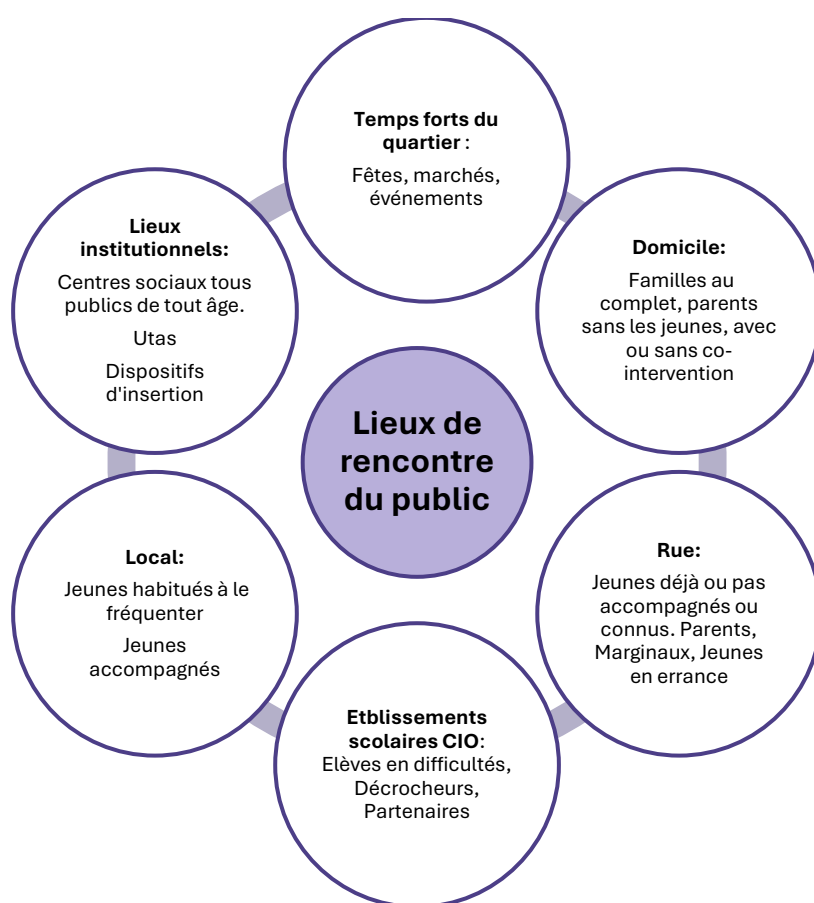 Temps forts du
quartier :
Fêtes, marchés,
événements
Domicile:
Familles au
complet, parents
sans les jeunes, avec
ou sans co-
intervention
Rue:
Jeunes déjà ou pas
accompagnés ou
connus. Parents,
Marginaux, Jeunes
en errance
Etblissements
scolaires CIO:
Elèves en difficultés,
Décrocheurs,
Partenaires
Local:
Jeunes habitués à le
fréquenter
Jeunes
accompagnés
Lieux
institutionnels:
Centres sociaux tous
publics de tout âge.
Utas
Dispositifs
d'insertion
Lieux de
rencontre
du public